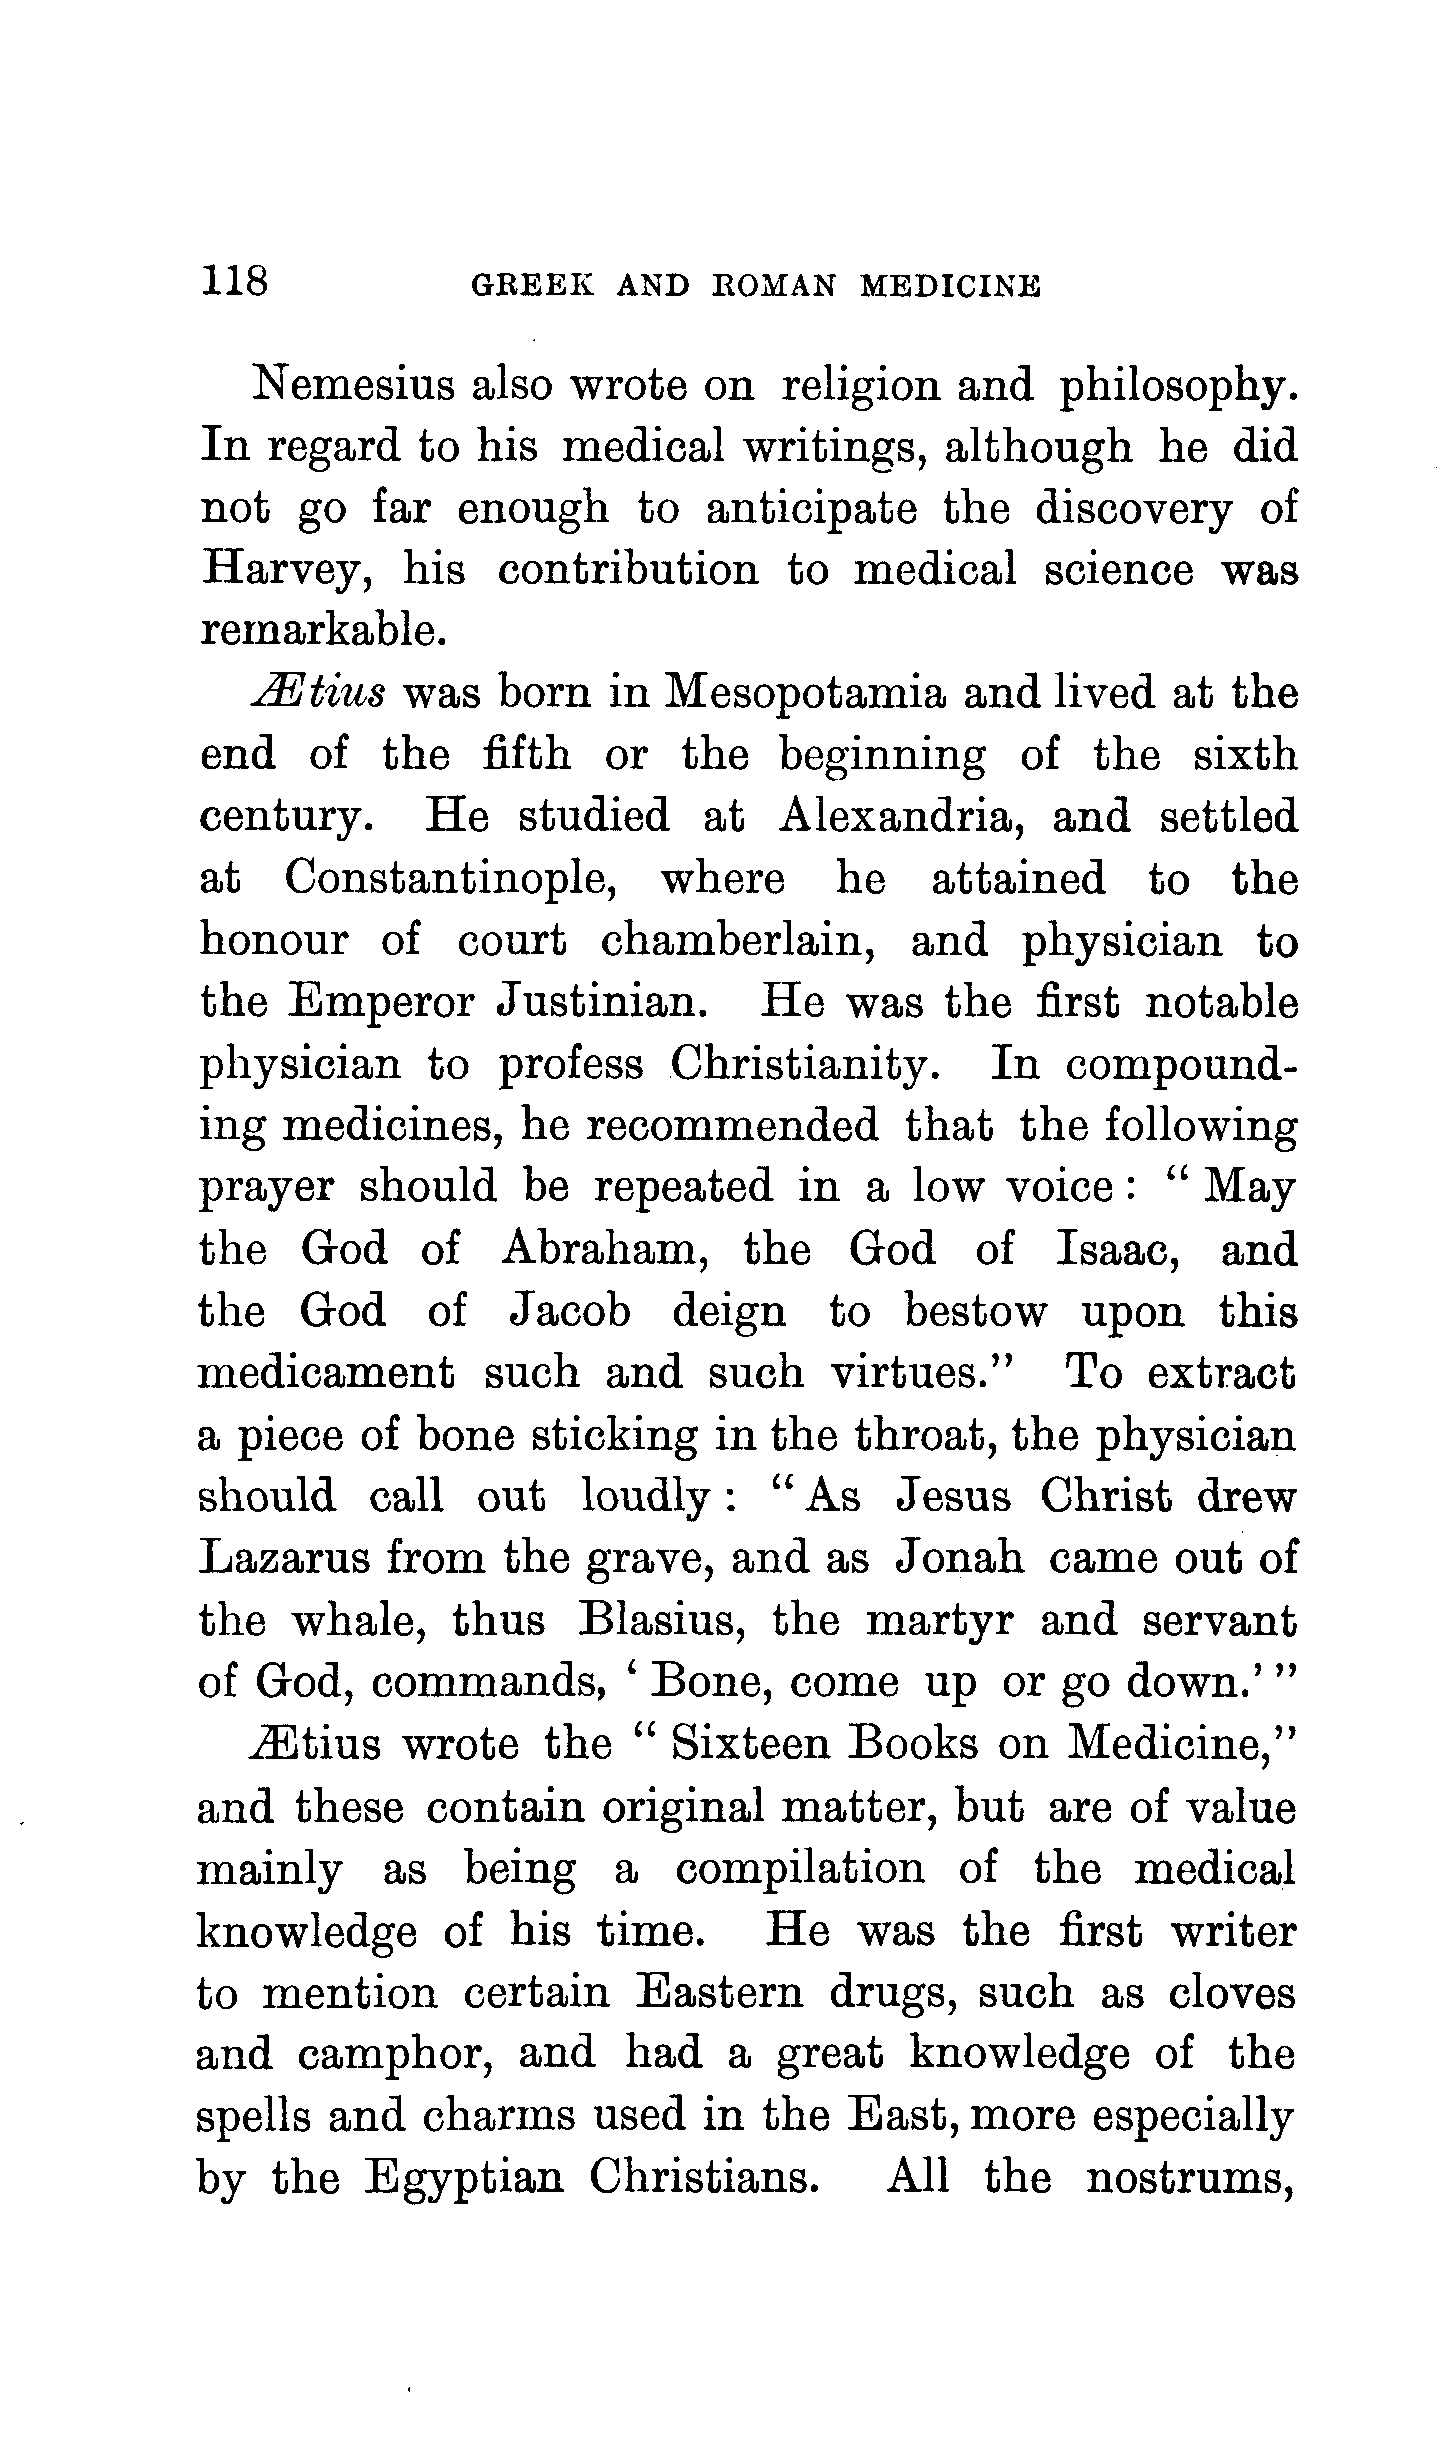 118 GREEK AND ROMAN MEDICINE
Nemesius also wrote on religion and philosophy.
In regard to his medical writings, although he did
not go far enough to anticipate the discovery of
Harvey, his contribution to medical science was
remarkable.
Ætius was born in Mesopotamia and lived at the
end of the fifth or the beginning of the sixth
century. He studied at Alexandria, and settled
at Constantinople, where he attained to the
honour of court chamberlain, and physician to
the Emperor Justinian. He was the first notable
physician to profess Christianity. In compound-
ing medicines, he recommended that the following
prayer should be repeated in a low voice : “ May
the God of Abraham, the God of Isaac, and
the God of Jacob deign to bestow upon this
medicament such and such virtues.” To extract
a piece of bone sticking in the throat, the physician
should call out loudly : “ As Jesus Christ drew
Lazarus from the grave, and as Jonah came out of
the whale, thus Blasius, the martyr and servant
of God, commands, ‘ Bone, come up or go down.’ ”
Ætius wrote the “ Sixteen Books on Medicine,”
and these contain original matter, but are of value
mainly as being a compilation of the medical
knowledge of his time. He was the first writer
to mention certain Eastern drugs, such as cloves
and camphor, and had a great knowledge of the
spells and charms used in the East, more especially
by the Egyptian Christians. All the nostrums,